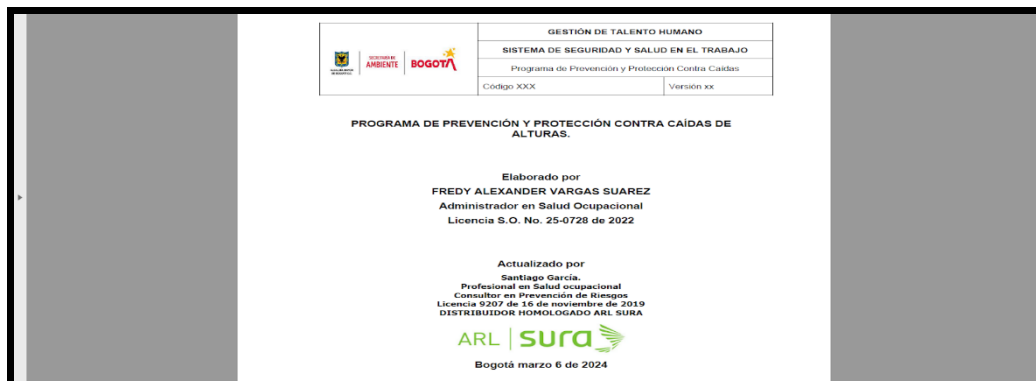 GESTIÓN DE TALENTO HUMANO
SISTEMA DE SEGURIDAD Y SALUD EN EL TRABAJO
SECRETARÍA DE
AMBIENTE
BOGOTÁ
Programa de Prevención y Protección Contra Caídas
Código XXX
Versión xx
PROGRAMA DE PREVENCIÓN Y PROTECCIÓN CONTRA CAÍDAS DE
ALTURAS.
Elaborado por
FREDY ALEXANDER VARGAS SUAREZ
Administrador en Salud Ocupacional
Licencia S.O. No. 25-0728 de 2022
Actualizado por
Santiago García.
Profesional en Salud ocupacional
Consultor en Prevención de Riesgos
Licencia 9207 de 16 de noviembre de 2019
DISTRIBUIDOR HOMOLOGADO ARL SURA
ARL sura
Bogotá marzo 6 de 2024